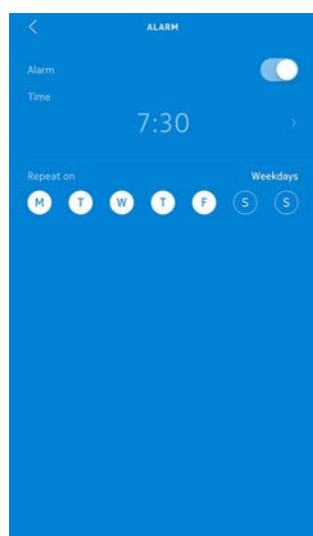 ALARM
Alarm
Time
7:30
Repeat on Weekdays
M T W T F S S